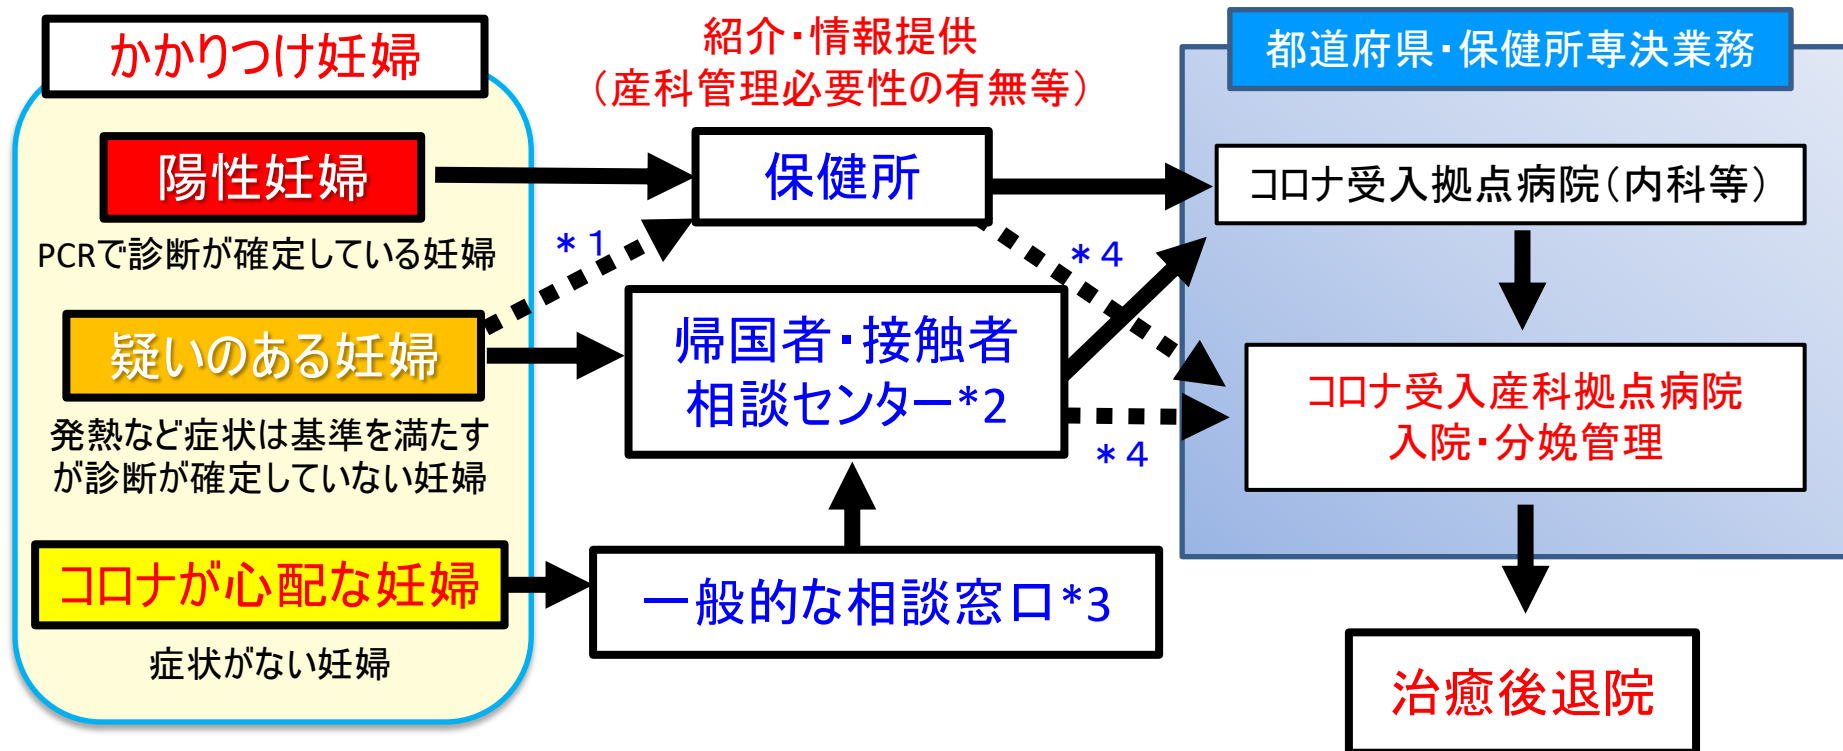 かかりつけ妊婦
陽性妊婦
PCRで診断が確定している妊婦
疑いのある妊婦
発熱など症状は基準を満たす
が診断が確定していない妊婦
コロナが心配な妊婦
症状がない妊婦
紹介・情報提供
（産科管理必要性の有無等）
保健所
＊１
帰国者・接触者
相談センター*2
一般的な相談窓口*3
＊４
＊４
都道府県・保健所専決業務
コロナ受入拠点病院（内科等）
コロナ受入産科拠点病院
入院・分娩管理
治癒後退院